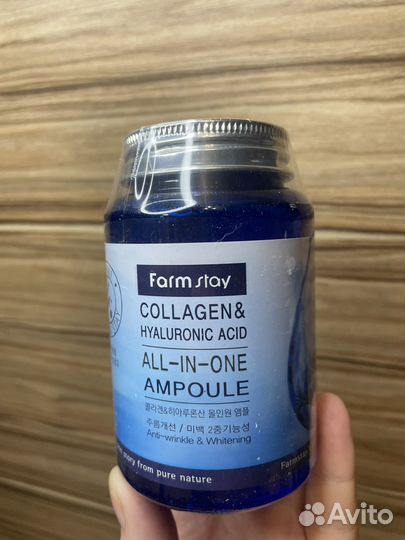 Farm stay
COLLAGEN &
HYALURONIC ACID
ALL-IN-ONE
AMPOULE
콜라겐&히아루론산 올인원 앰플
주름개선 / 미백 2중기능성
Anti-wrinkle & Whitening
story from pure nature
Farmstay
Avito